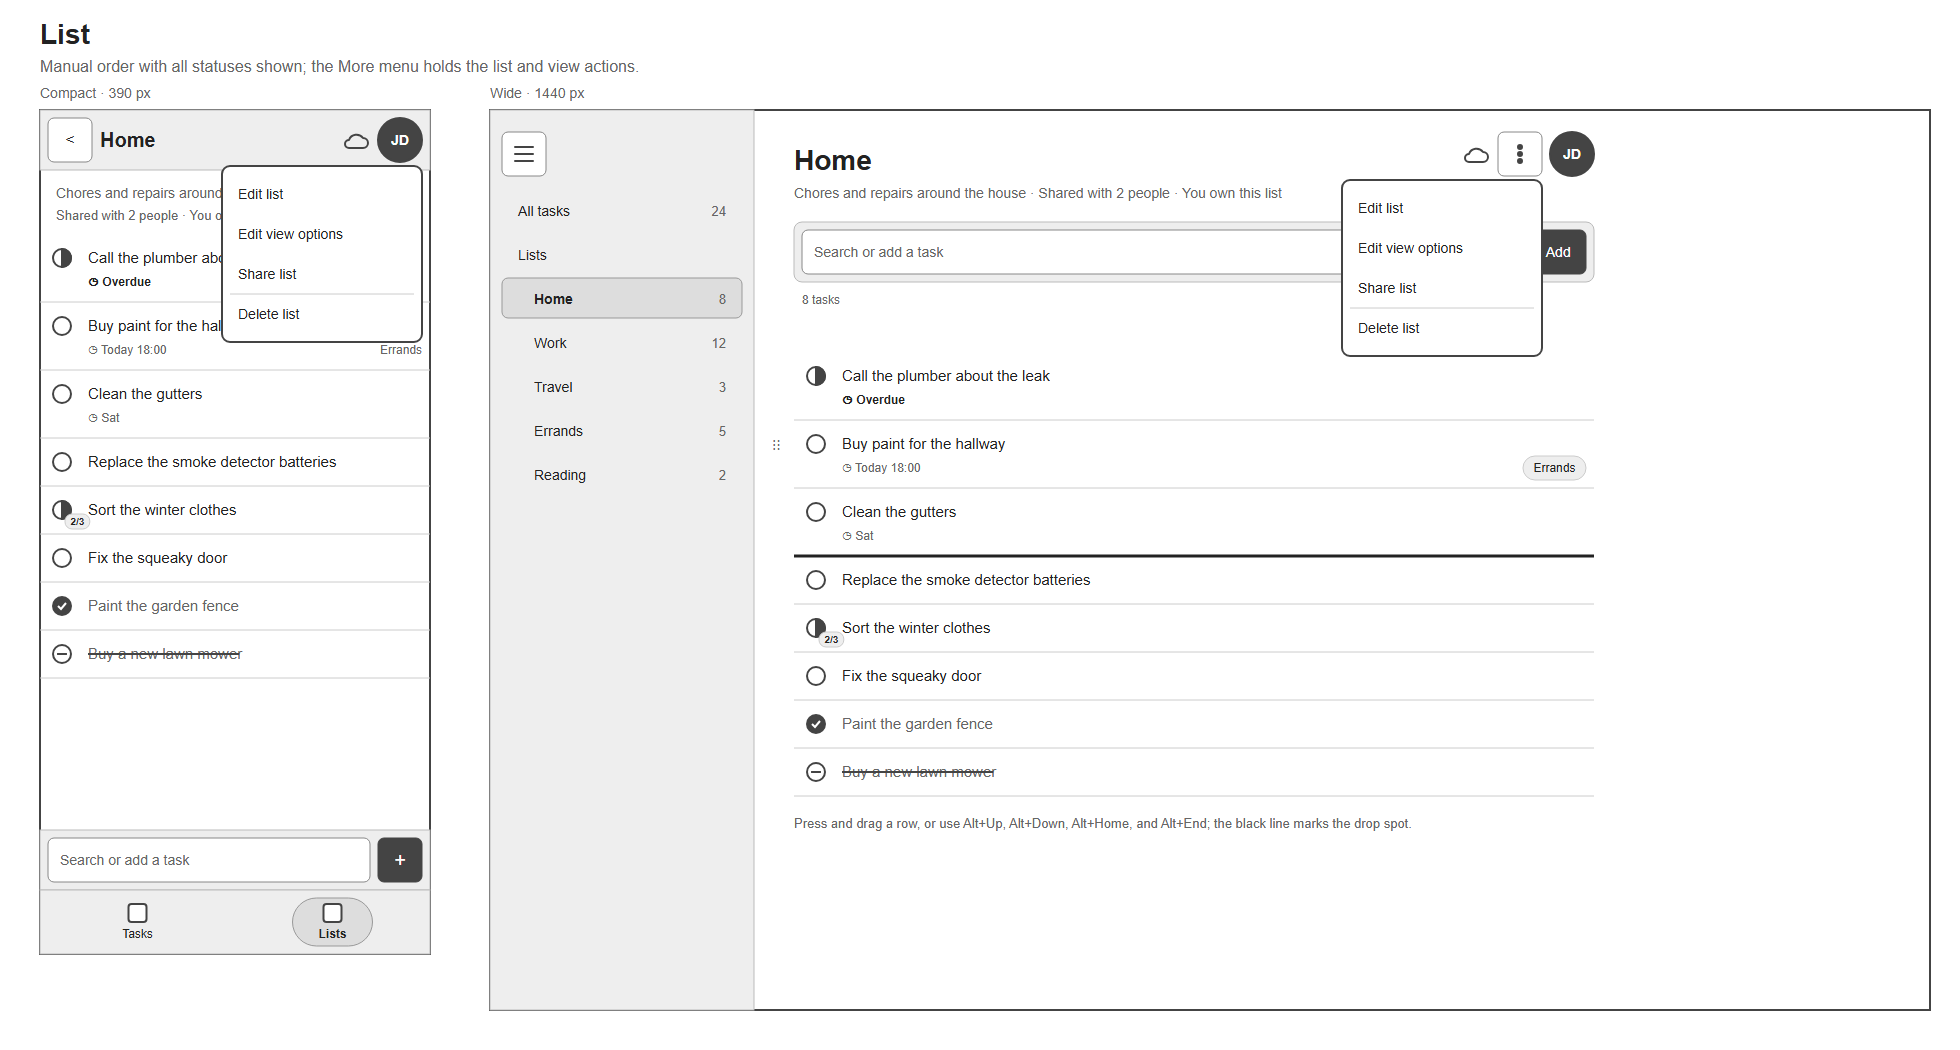 List
Manual order with all statuses shown; the More menu holds the list and view actions.
Compact · 390 px
<
Home
JD
Chores and repairs around
Shared with 2 people · You o
Edit list
Edit view options
Share list
Delete list
Call the plumber abo
Overdue
Buy paint for the hal
Today 18:00
Errands
Clean the gutters
Sat
Replace the smoke detector batteries
Sort the winter clothes
2/3
Fix the squeaky door
Paint the garden fence
Buy a new lawn mower
Search or add a task
+
Tasks
Lists
Wide · 1440 px
All tasks 24
Lists
Home 8
Work 12
Travel 3
Errands 5
Reading 2
Home
JD
Chores and repairs around the house · Shared with 2 people · You own this list
Search or add a task
Add
Edit list
Edit view options
Share list
Delete list
8 tasks
Call the plumber about the leak
Overdue
Buy paint for the hallway
Today 18:00
Errands
Clean the gutters
Sat
Replace the smoke detector batteries
Sort the winter clothes
2/3
Fix the squeaky door
Paint the garden fence
Buy a new lawn mower
Press and drag a row, or use Alt+Up, Alt+Down, Alt+Home, and Alt+End; the black line marks the drop spot.